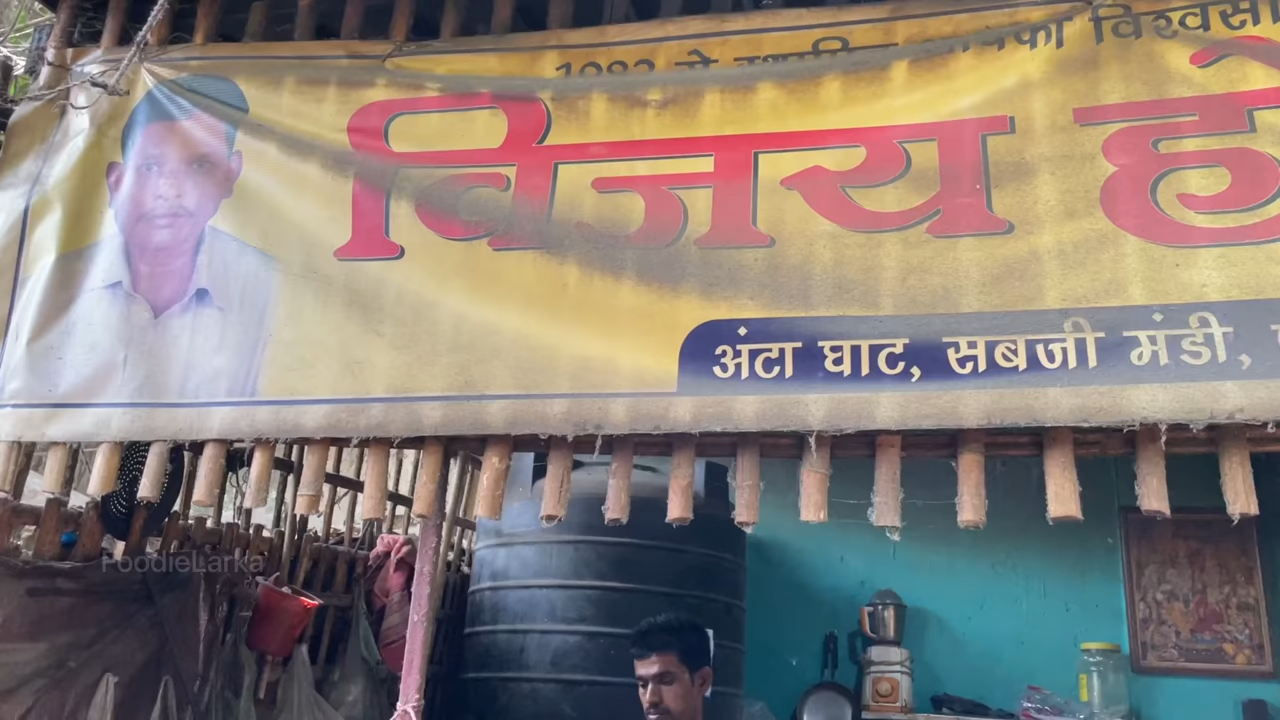 1982 से स्थापित आपका विश्वसी
विजय हो
अंटा घाट, सबजी मंडी,
FoodieLarka